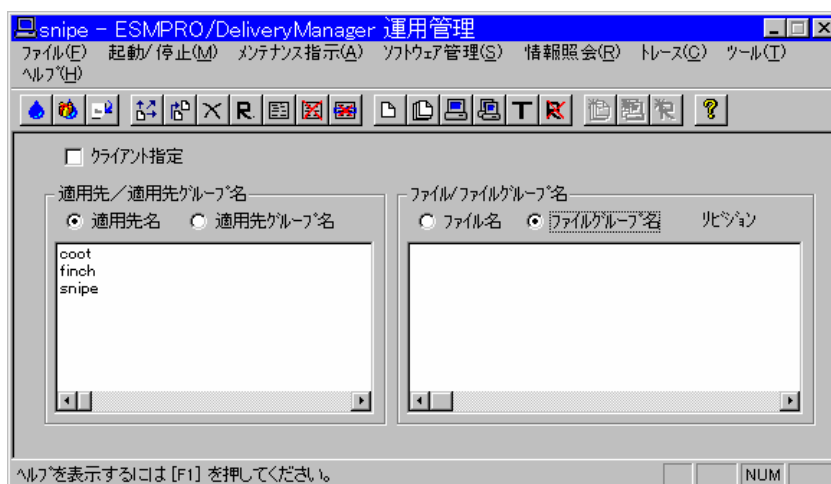 snipe - ESMPRO/DeliveryManager 運用管理
ファイル(F) 起動/停止(M) メンテナンス指示(A) ソフトウェア管理(S) 情報照会(R) トレース(C) ツール(T)
ヘルプ(H)
クライアント指定
適用先/適用先グループ名
適用先名 適用先グループ名
coot
finch
snipe
ファイル/ファイルグループ名
ファイル名 ファイルグループ名 リビジョン
ヘルプを表示するには [F1] を押してください。 NUM